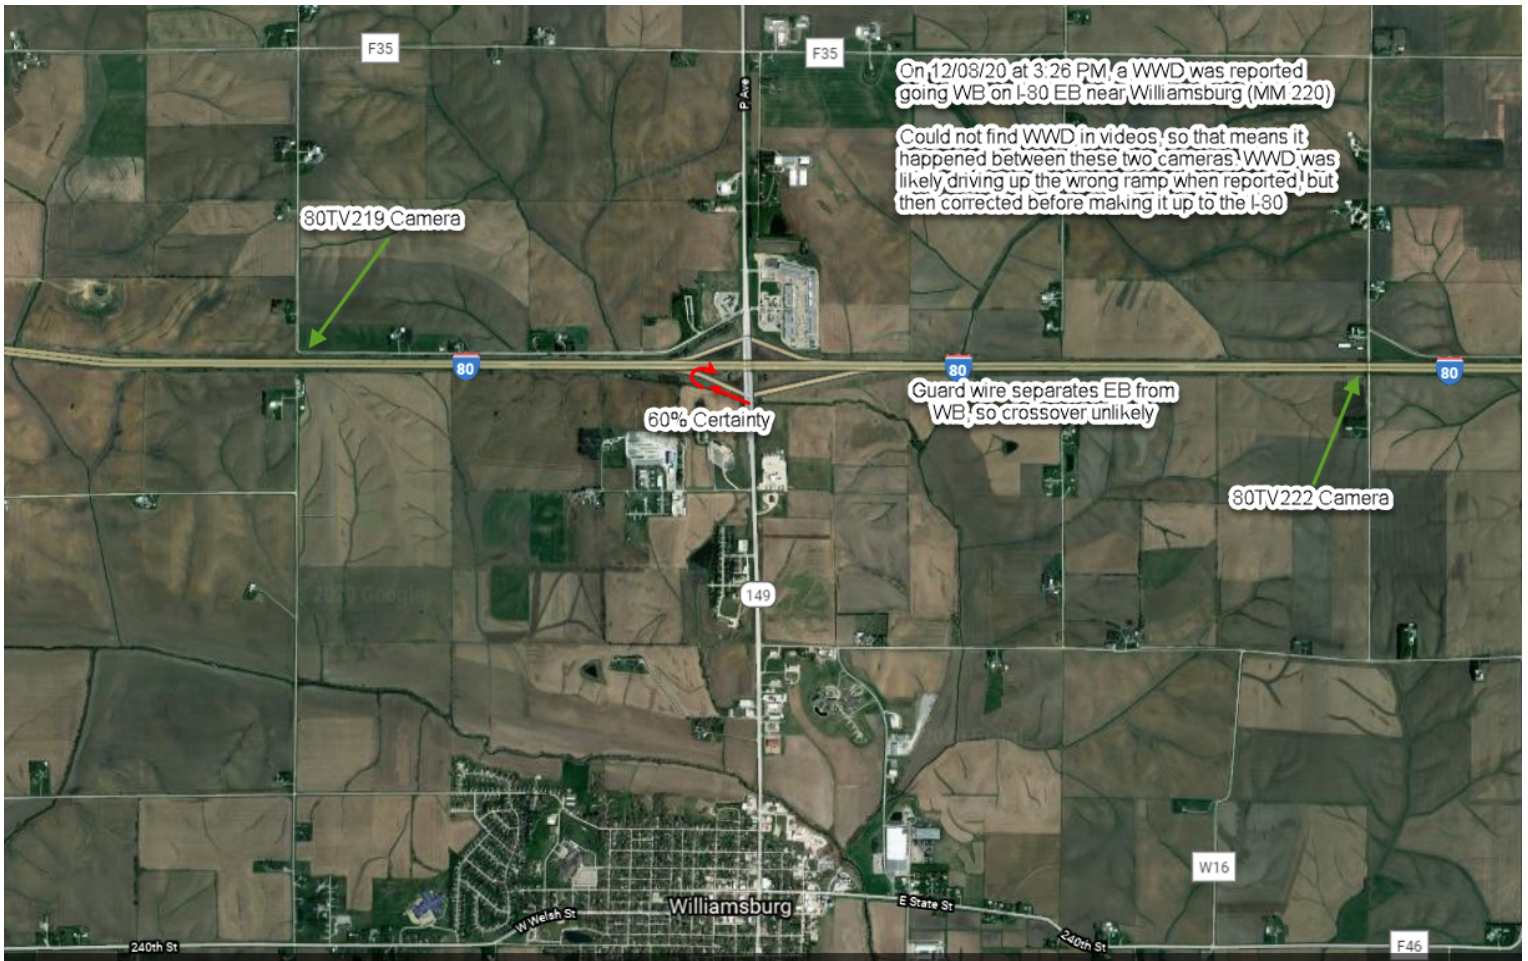 F35
F35
P Ave
On 12/08/20 at 3:26 PM, a WWD was reported
going WB on I-80 EB near Williamsburg (MM 220)
Could not find WWD in videos, so that means it
happened between these two cameras. WWD was
likely driving up the wrong ramp when reported, but
then corrected before making it up to the I-80
80TV219 Camera
80
80
80
Guard wire separates EB from
WB, so crossover unlikely
60% Certainty
80TV222 Camera
149
W16
Williamsburg
E State St
W Welsh St
240th St
240th St
F46